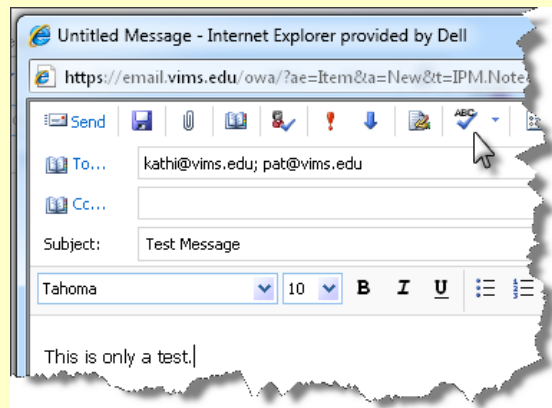 Untitled Message - Internet Explorer provided by Dell
https://email.vims.edu/owa/?ae=Item&a=New&t=IPM.Note
Send ABC
To... kathi@vims.edu; pat@vims.edu
Cc...
Subject: Test Message
Tahoma 10 B I U
This is only a test.